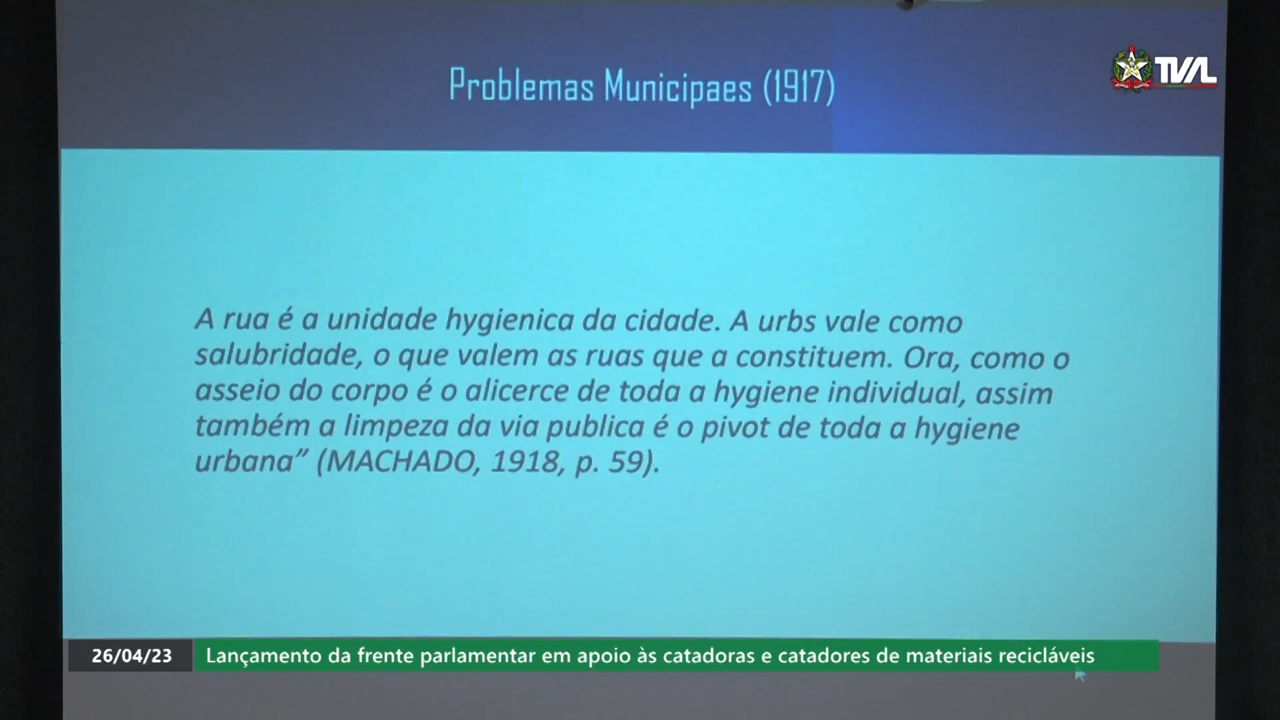 Problemas Municipaes (1917)
TVAL
A rua é a unidade hygienica da cidade. A urbs vale como
salubridade, o que valem as ruas que a constituem. Ora, como o
asseio do corpo é o alicerce de toda a hygiene individual, assim
também a limpeza da via publica é o pivot de toda a hygiene
urbana” (MACHADO, 1918, p. 59).
26/04/23 Lançamento da frente parlamentar em apoio às catadoras e catadores de materiais recicláveis